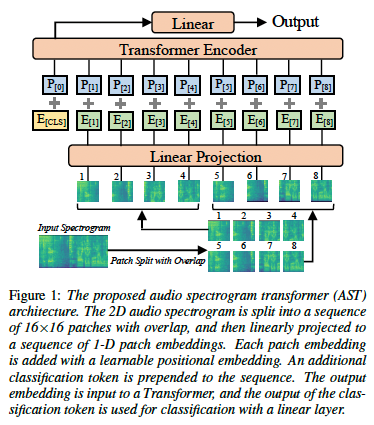 Linear
Output
Transformer Encoder
P[0] P[1] P[2] P[3] P[4] P[5] P[6] P[7] P[8]
E[CLS] E[1] E[2] E[3] E[4] E[5] E[6] E[7] E[8]
Linear Projection
1 2 3 4 5 6 7 8
1 2 3 4
Input Spectrogram
5 6 7 8
Patch Split with Overlap
Figure 1: The proposed audio spectrogram transformer (AST)
architecture. The 2D audio spectrogram is split into a sequence
of 16×16 patches with overlap, and then linearly projected to
a sequence of 1-D patch embeddings. Each patch embedding
is added with a learnable positional embedding. An additional
classification token is prepended to the sequence. The output
embedding is input to a Transformer, and the output of the clas-
sification token is used for classification with a linear layer.